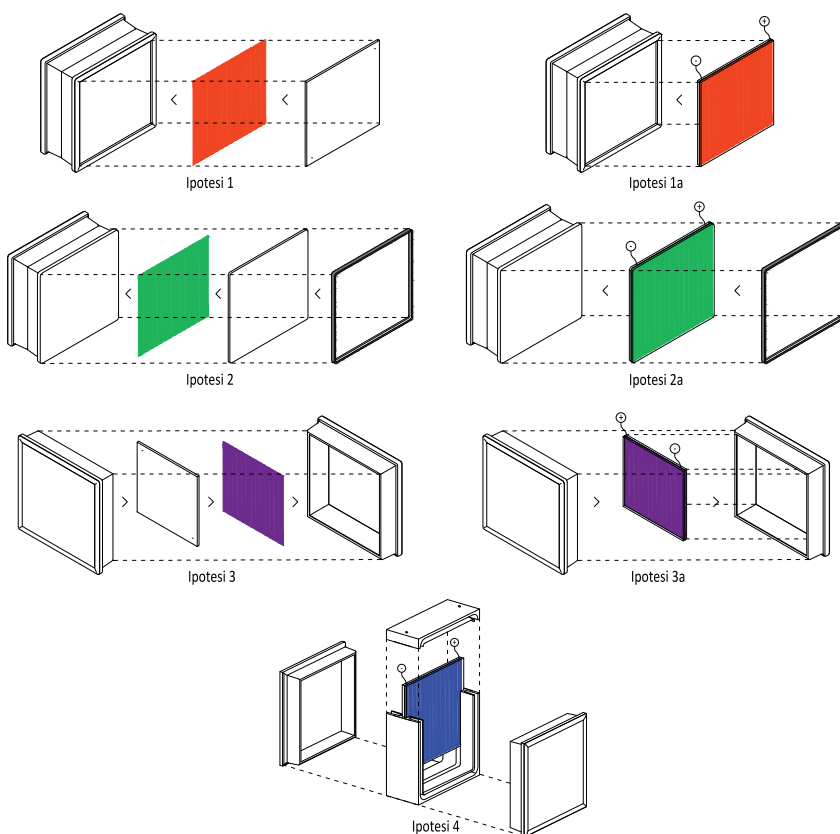 +
-
Ipotesi 1
Ipotesi 1a
+
-
Ipotesi 2
Ipotesi 2a
+
-
Ipotesi 3
Ipotesi 3a
+
-
Ipotesi 4